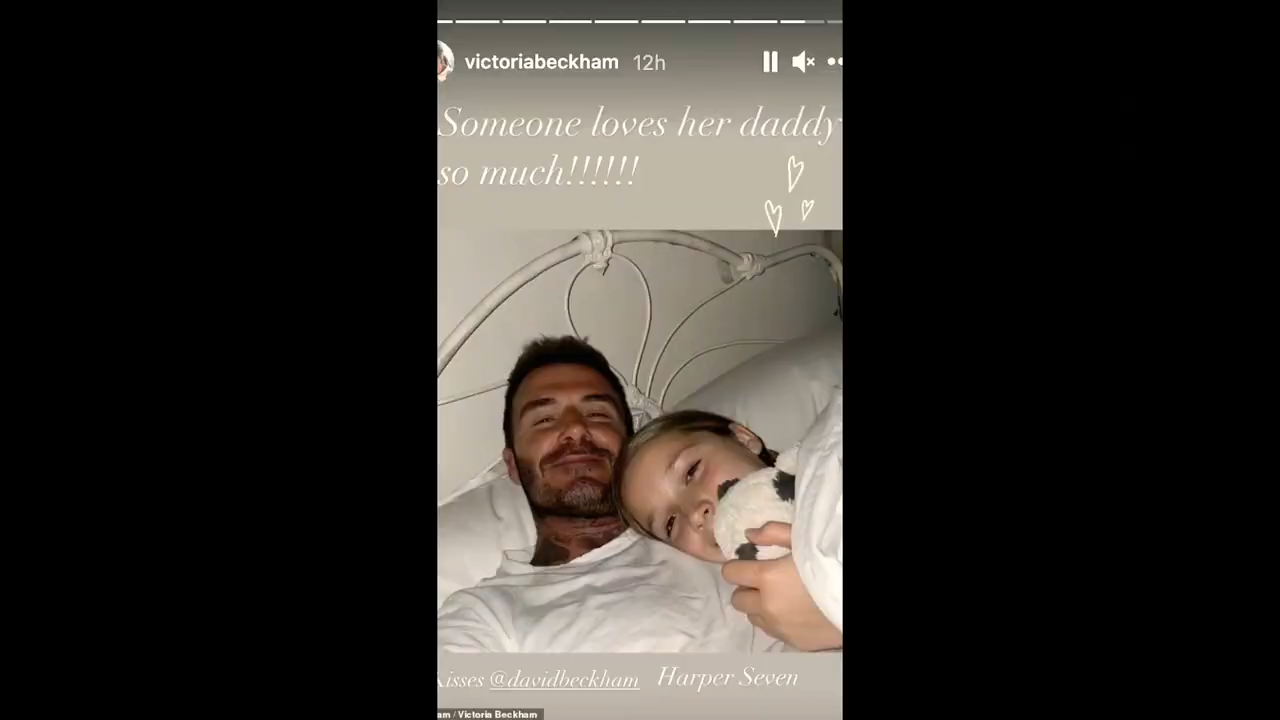 victoriabeckham 12h
Someone loves her daddy
so much!!!!!!
Kisses @davidbeckham Harper Seven
am / Victoria Beckham